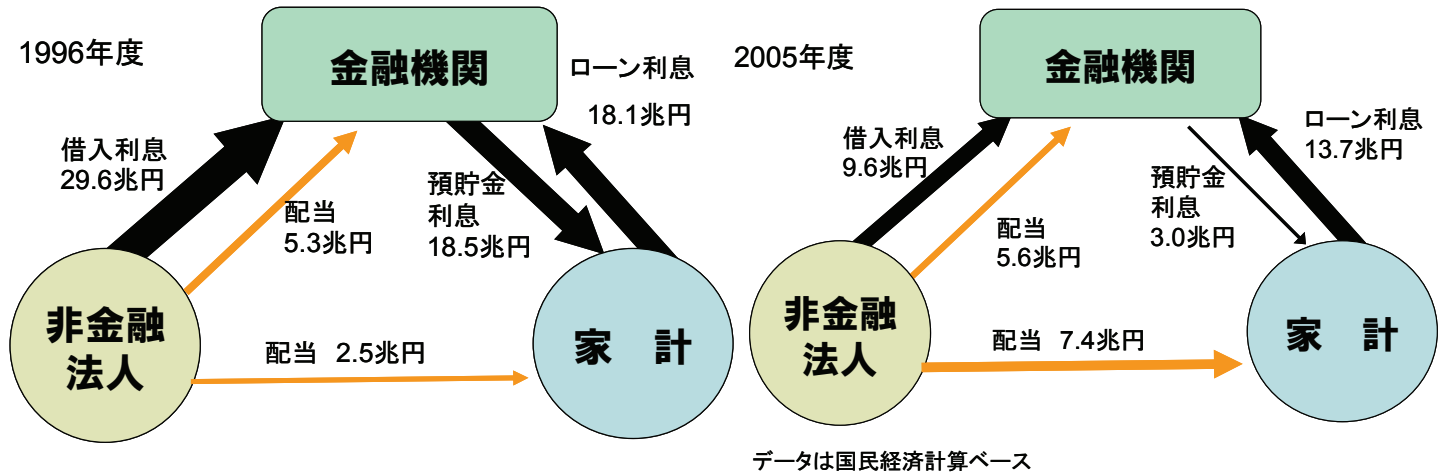 1996年度
金融機関
ローン利息
18.1兆円
借入利息
29.6兆円
配当
5.3兆円
預貯金
利息
18.5兆円
非金融
法人
配当 2.5兆円
家 計
2005年度
金融機関
ローン利息
13.7兆円
借入利息
9.6兆円
配当
5.6兆円
預貯金
利息
3.0兆円
非金融
法人
配当 7.4兆円
家 計
データは国民経済計算ベース